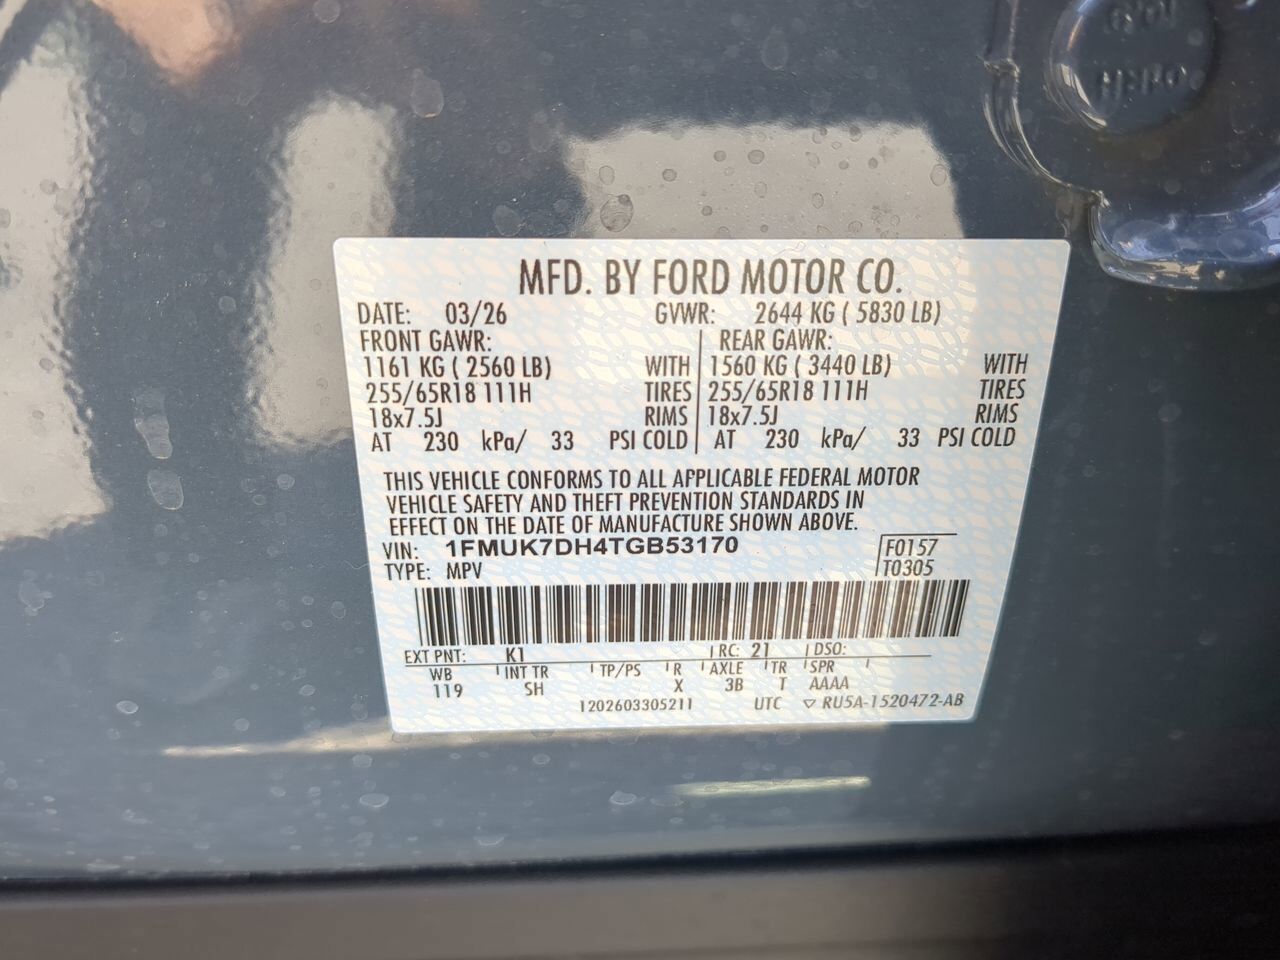 MFD. BY FORD MOTOR CO.
DATE: 03/26 GVWR: 2644 KG ( 5830 LB)
FRONT GAWR: REAR GAWR:
1161 KG ( 2560 LB) WITH 1560 KG ( 3440 LB) WITH
255/65R18 111H TIRES 255/65R18 111H TIRES
18x7.5J RIMS 18x7.5J RIMS
AT 230 kPa/ 33 PSI COLD AT 230 kPa/ 33 PSI COLD
THIS VEHICLE CONFORMS TO ALL APPLICABLE FEDERAL MOTOR
VEHICLE SAFETY AND THEFT PREVENTION STANDARDS IN
EFFECT ON THE DATE OF MANUFACTURE SHOWN ABOVE.
VIN: 1FMUK7DH4TGB53170 F0157
TYPE: MPV T0305
EXT PNT: K1 RC: 21 DSO:
WB INT TR TP/PS R AXLE TR SPR
119 SH X 3B T AAAA
1202603305211 UTC ▽ RU5A-1520472-AB